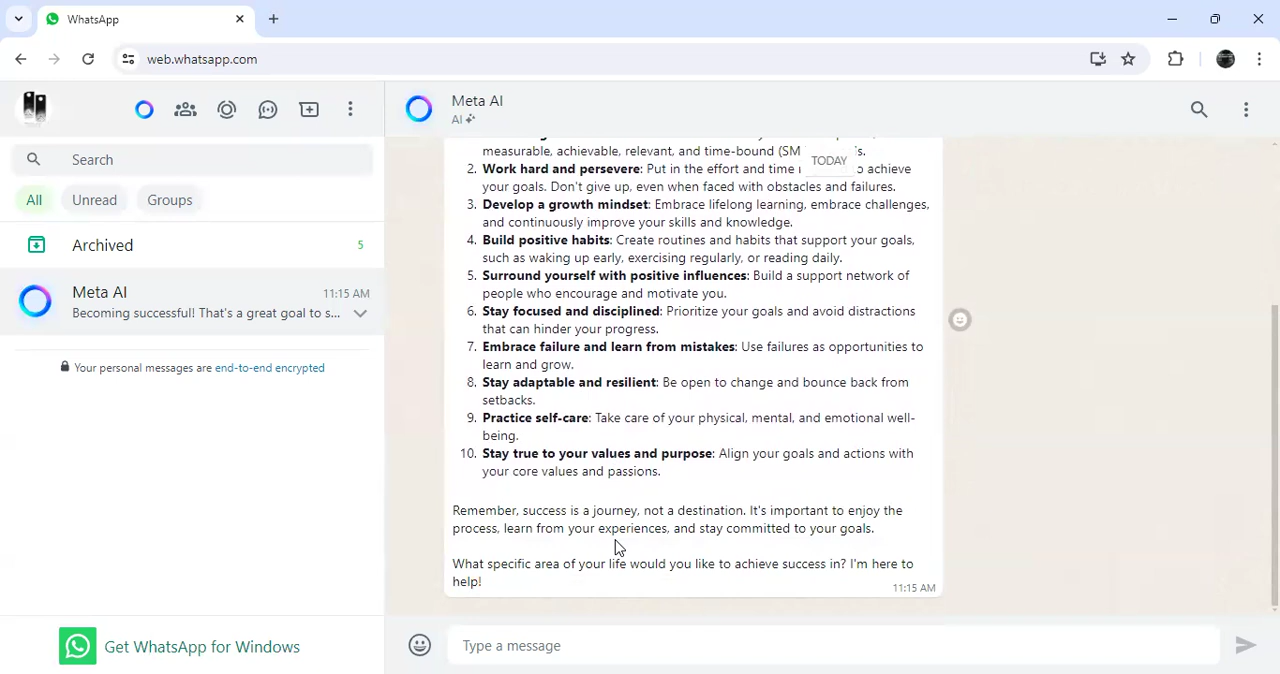 WhatsApp
web.whatsapp.com
Search
All
Unread
Groups
Archived
5
Meta AI
11:15 AM
Becoming successful! That's a great goal to s...
Your personal messages are end-to-end encrypted
Get WhatsApp for Windows
Meta AI
AI
TODAY
measurable, achievable, relevant, and time-bound (SM
2. Work hard and persevere: Put in the effort and time
achieve
your goals. Don't give up, even when faced with obstacles and failures.
3. Develop a growth mindset: Embrace lifelong learning, embrace challenges,
and continuously improve your skills and knowledge.
4. Build positive habits: Create routines and habits that support your goals,
such as waking up early, exercising regularly, or reading daily.
5. Surround yourself with positive influences: Build a support network of
people who encourage and motivate you.
6. Stay focused and disciplined: Prioritize your goals and avoid distractions
that can hinder your progress.
7. Embrace failure and learn from mistakes: Use failures as opportunities to
learn and grow.
8. Stay adaptable and resilient: Be open to change and bounce back from
setbacks.
9. Practice self-care: Take care of your physical, mental, and emotional well-
being.
10. Stay true to your values and purpose: Align your goals and actions with
your core values and passions.
Remember, success is a journey, not a destination. It's important to enjoy the
process, learn from your experiences, and stay committed to your goals.
What specific area of your life would you like to achieve success in? I'm here to
help!
11:15 AM
Type a message